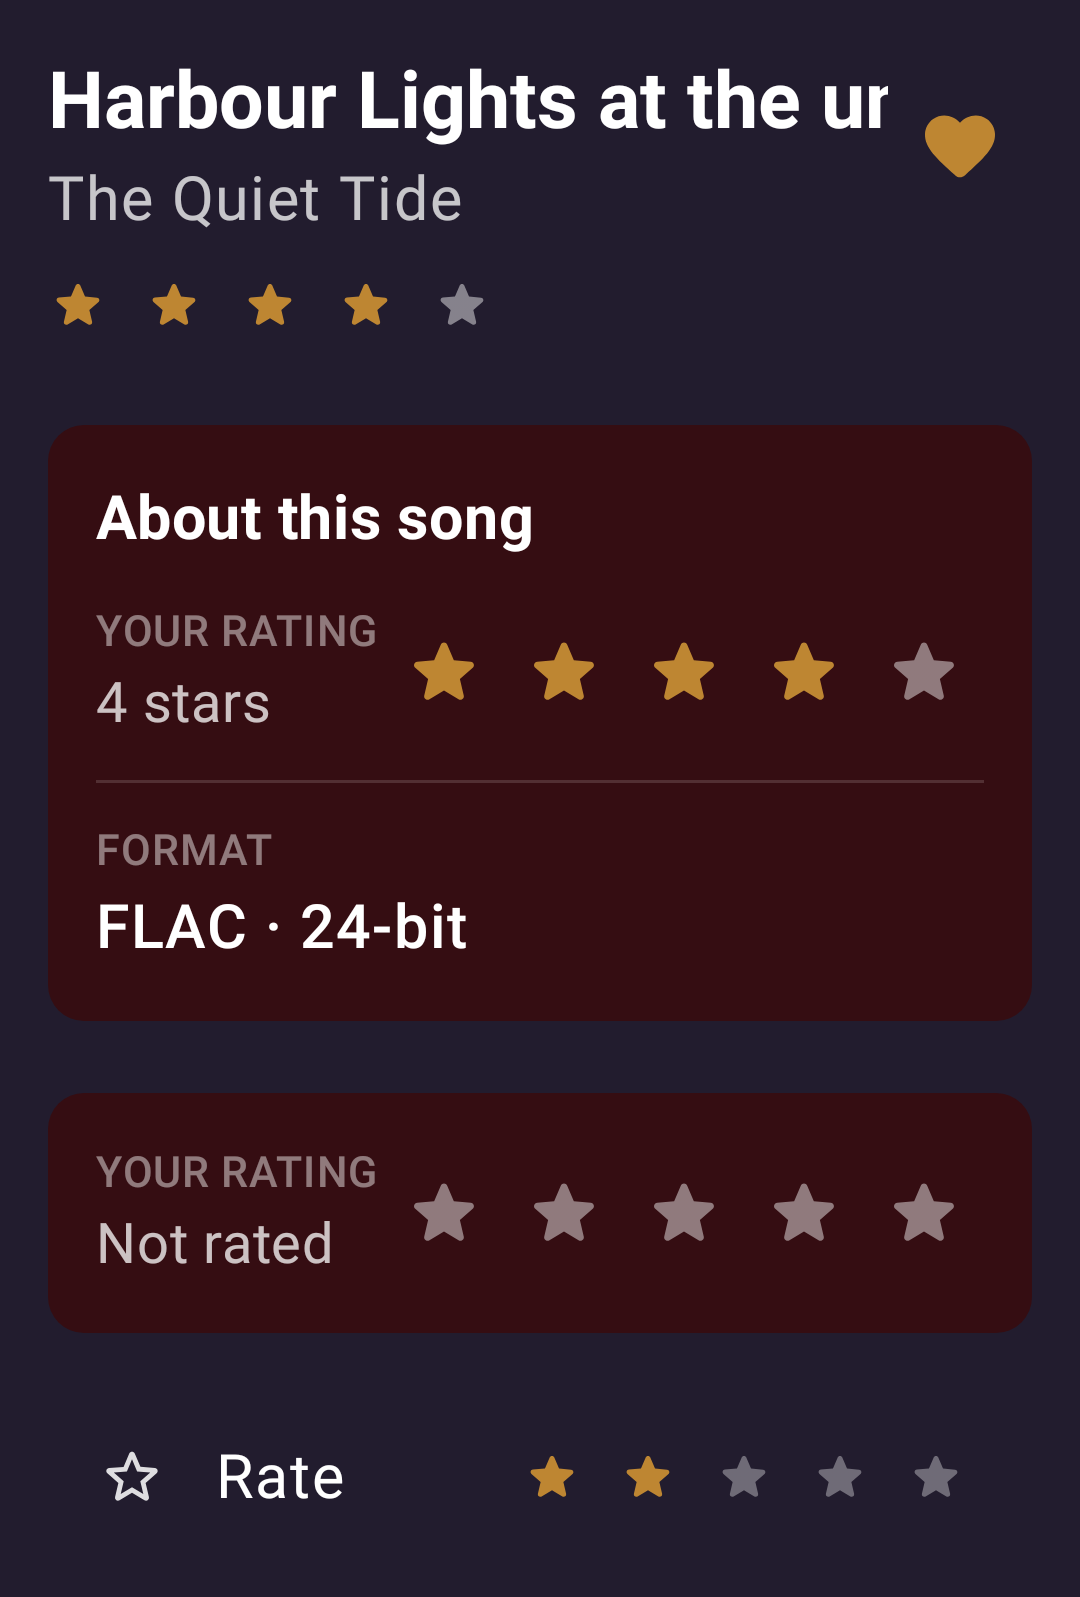 Harbour Lights at the
The Quiet Tide
About this song
YOUR RATING
4 stars
FORMAT
FLAC · 24-bit
YOUR RATING
Not rated
Rate